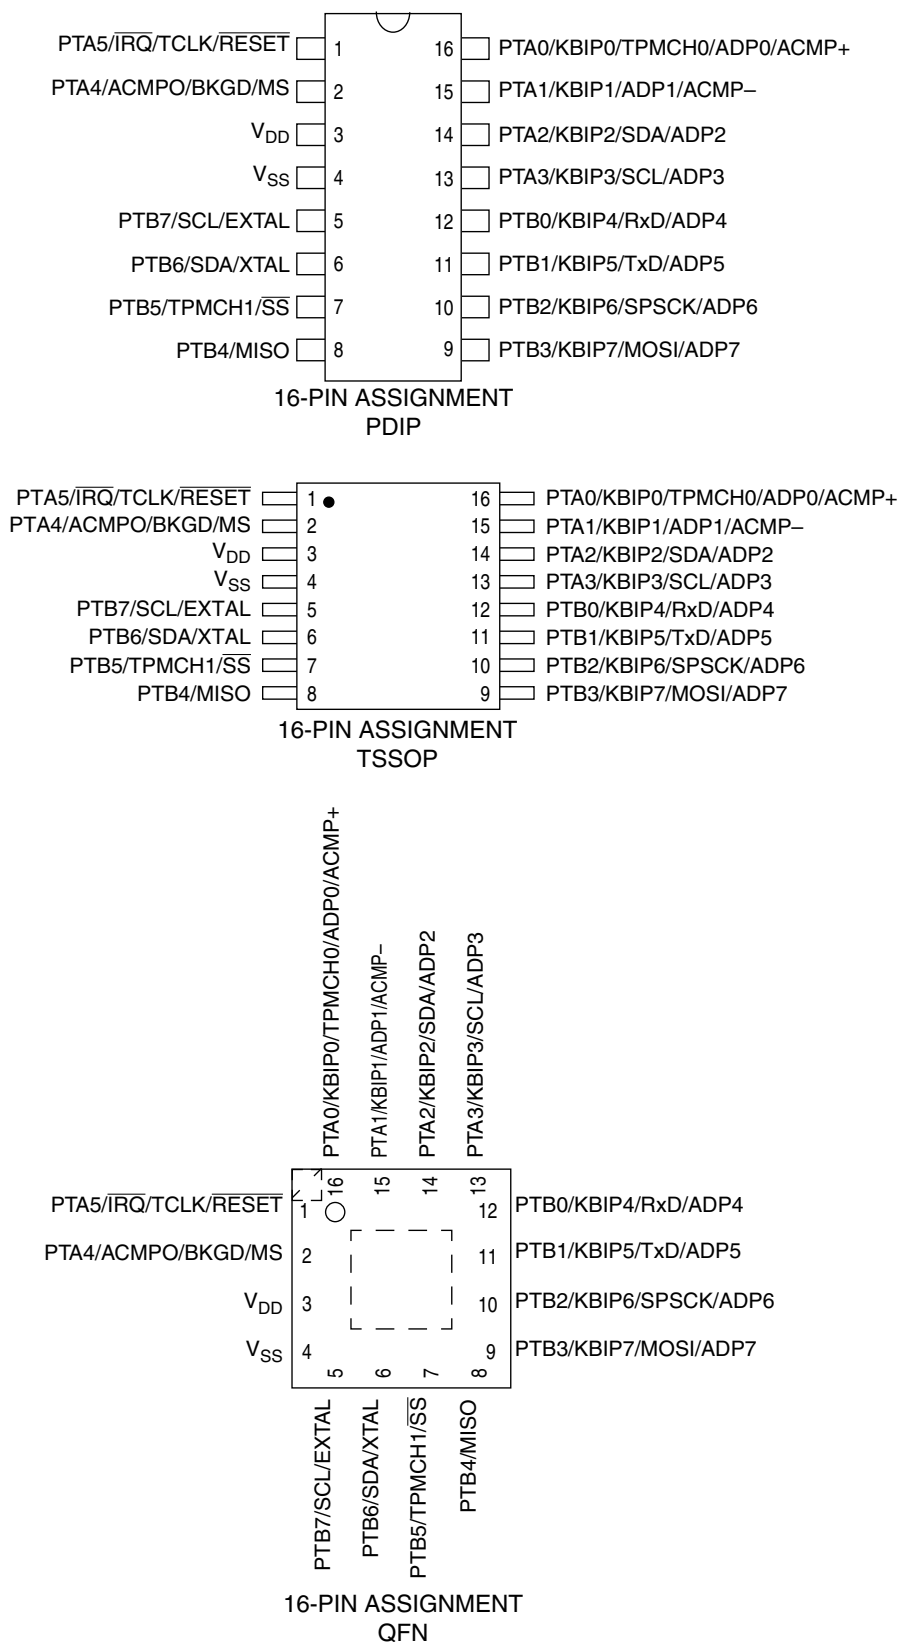 PTA5/IRQ/TCLK/RESET 1 16 PTA0/KBIP0/TPMCH0/ADP0/ACMP+
PTA4/ACMPO/BKGD/MS 2 15 PTA1/KBIP1/ADP1/ACMP–
VDD 3 14 PTA2/KBIP2/SDA/ADP2
VSS 4 13 PTA3/KBIP3/SCL/ADP3
PTB7/SCL/EXTAL 5 12 PTB0/KBIP4/RxD/ADP4
PTB6/SDA/XTAL 6 11 PTB1/KBIP5/TxD/ADP5
PTB5/TPMCH1/SS 7 10 PTB2/KBIP6/SPSCK/ADP6
PTB4/MISO 8 9 PTB3/KBIP7/MOSI/ADP7
16-PIN ASSIGNMENT
PDIP
PTA5/IRQ/TCLK/RESET 1 16 PTA0/KBIP0/TPMCH0/ADP0/ACMP+
PTA4/ACMPO/BKGD/MS 2 15 PTA1/KBIP1/ADP1/ACMP–
VDD 3 14 PTA2/KBIP2/SDA/ADP2
VSS 4 13 PTA3/KBIP3/SCL/ADP3
PTB7/SCL/EXTAL 5 12 PTB0/KBIP4/RxD/ADP4
PTB6/SDA/XTAL 6 11 PTB1/KBIP5/TxD/ADP5
PTB5/TPMCH1/SS 7 10 PTB2/KBIP6/SPSCK/ADP6
PTB4/MISO 8 9 PTB3/KBIP7/MOSI/ADP7
16-PIN ASSIGNMENT
TSSOP
PTA0/KBIP0/TPMCH0/ADP0/ACMP+
PTA1/KBIP1/ADP1/ACMP–
PTA2/KBIP2/SDA/ADP2
PTA3/KBIP3/SCL/ADP3
16 15 14 13
PTA5/IRQ/TCLK/RESET 1 12 PTB0/KBIP4/RxD/ADP4
PTA4/ACMPO/BKGD/MS 2 11 PTB1/KBIP5/TxD/ADP5
VDD 3 10 PTB2/KBIP6/SPSCK/ADP6
VSS 4 9 PTB3/KBIP7/MOSI/ADP7
5 6 7 8
PTB7/SCL/EXTAL
PTB6/SDA/XTAL
PTB5/TPMCH1/SS
PTB4/MISO
16-PIN ASSIGNMENT
QFN